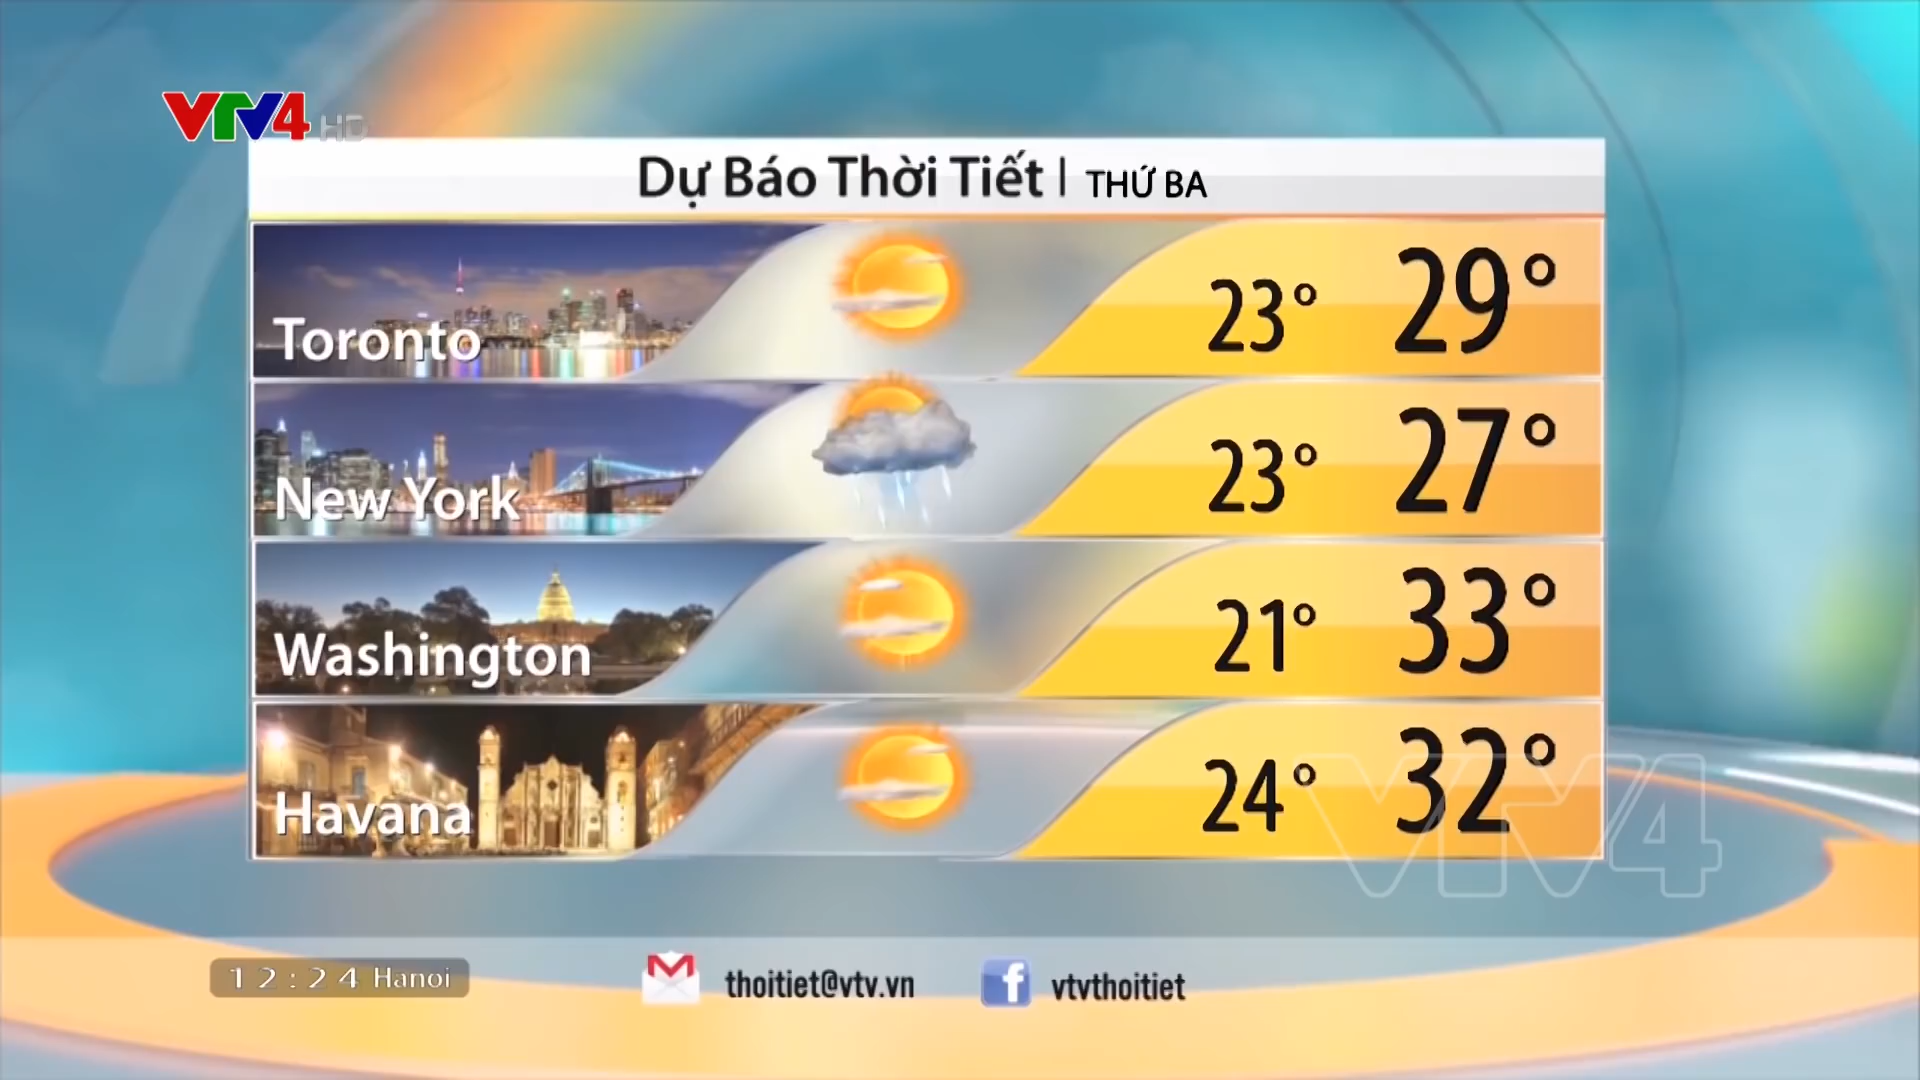 VTV4 HD
Dự Báo Thời Tiết | THỨ BA
Toronto 23° 29°
New York 23° 27°
Washington 21° 33°
Havana 24° 32°
VTV4
12:24 Hanoi thoitiet@vtv.vn vtvthoitiet